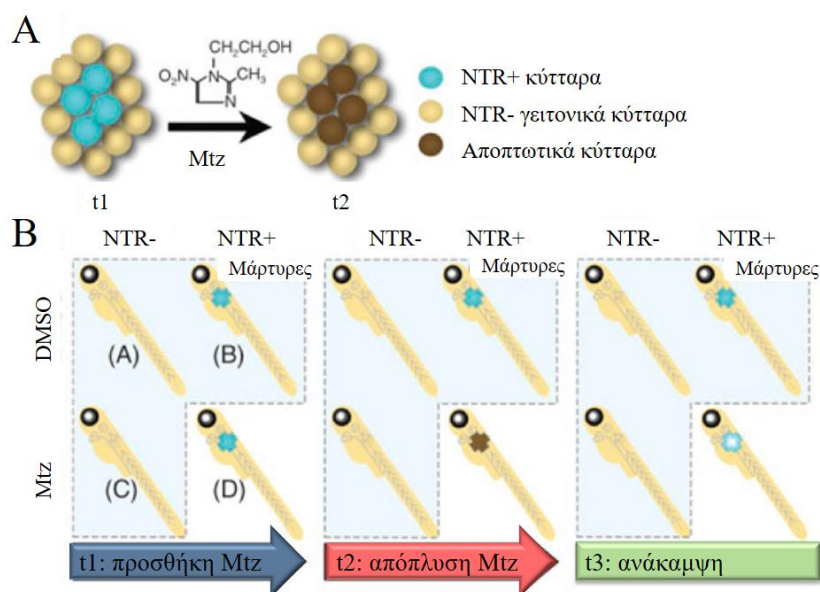 A
CH₂CH₂OH
O₂N N CH₃
N
Mtz
t1
t2
NTR+ κύτταρα
NTR- γειτονικά κύτταρα
Αποπτωτικά κύτταρα
B
NTR- NTR+ NTR- NTR+ NTR- NTR+
Μάρτυρες Μάρτυρες Μάρτυρες
DMSO
(A) (B)
Mtz
(C) (D)
t1: προσθήκη Mtz
t2: απόπλυση Mtz
t3: ανάκαμψη